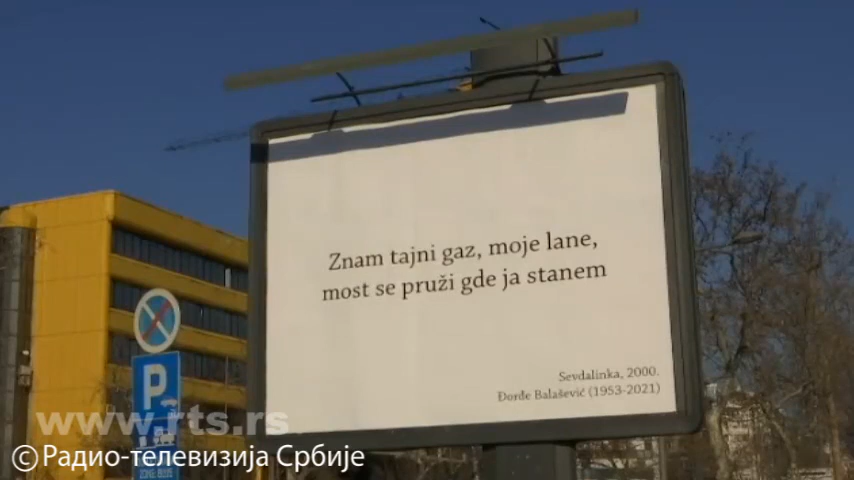 Znam tajni gaz, moje lane,
most se pruži gde ja stanem
Sevdalinka, 2000.
Đorđe Balašević (1953-2021)
P
www.rts.rs
©Радио-телевизија Србије